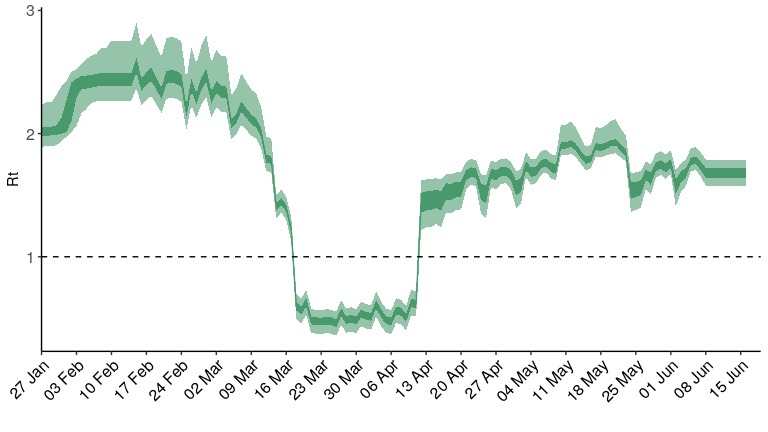 3
2
1
Rt
27 Jan
03 Feb
10 Feb
17 Feb
24 Feb
02 Mar
09 Mar
16 Mar
23 Mar
30 Mar
06 Apr
13 Apr
20 Apr
27 Apr
04 May
11 May
18 May
25 May
01 Jun
08 Jun
15 Jun